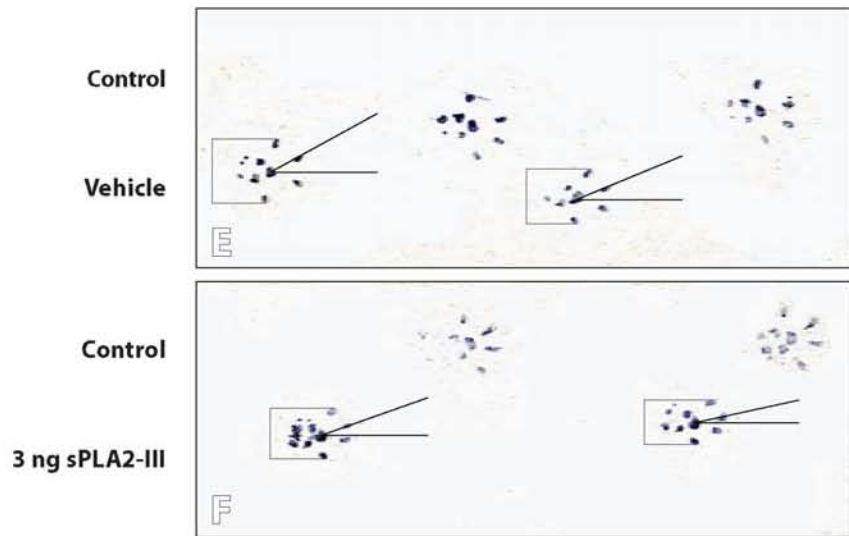 Control
Vehicle
E
Control
3 ng sPLA2-III
F